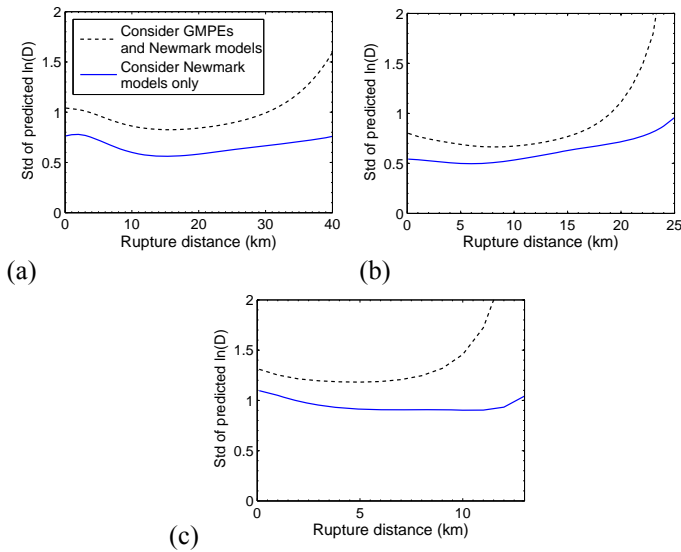 Std of predicted ln(D)
2
1.5
1
0.5
0
Consider GMPEs
and Newmark models
Consider Newmark
models only
0 10 20 30 40
Rupture distance (km)
(a)
Std of predicted ln(D)
2
1.5
1
0.5
0
0 5 10 15 20 25
Rupture distance (km)
(b)
Std of predicted ln(D)
2
1.5
1
0.5
0
0 5 10
Rupture distance (km)
(c)